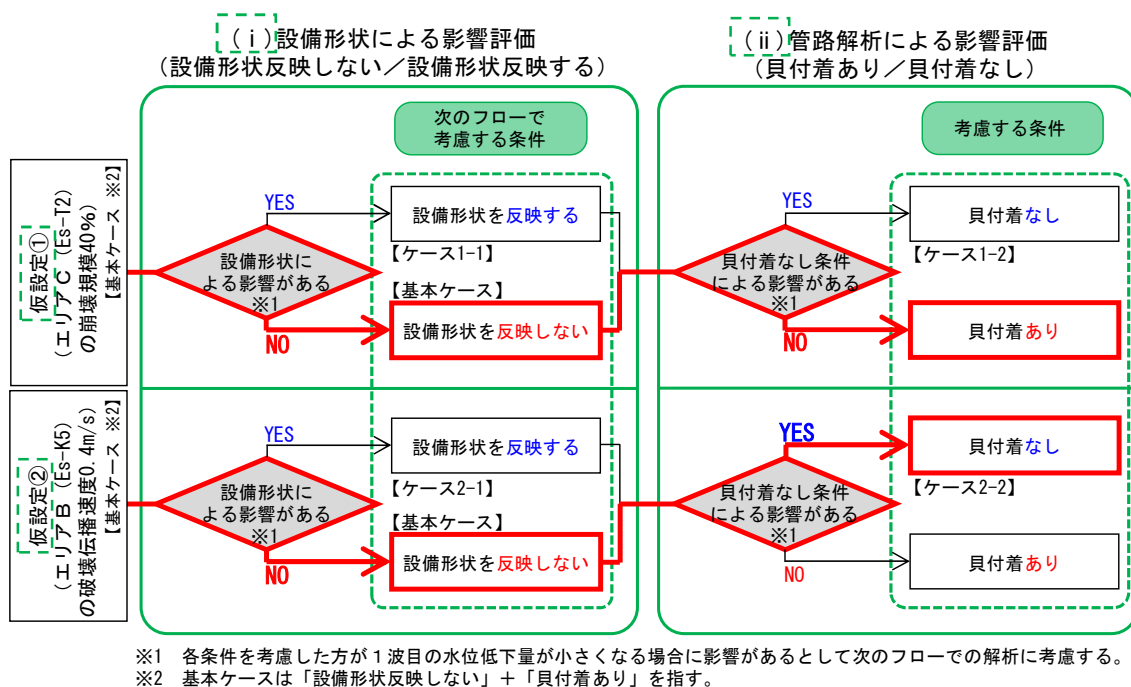 (ⅰ)設備形状による影響評価
(設備形状反映しない／設備形状反映する)
(ⅱ)管路解析による影響評価
(貝付着あり／貝付着なし)
次のフローで
考慮する条件
考慮する条件
仮設定①
(エリアC(Es-T2)
の崩壊規模40%)
【基本ケース ※2】
YES
設備形状に
よる影響がある
※1
NO
設備形状を反映する
【ケース1-1】
【基本ケース】
設備形状を反映しない
YES
貝付着なし条件
による影響がある
※1
NO
貝付着なし
【ケース1-2】
貝付着あり
仮設定②
(エリアB(Es-K5)
の破壊伝播速度0.4m/s)
【基本ケース ※2】
YES
設備形状に
よる影響がある
※1
NO
設備形状を反映する
【ケース2-1】
【基本ケース】
設備形状を反映しない
YES
貝付着なし条件
による影響がある
※1
NO
貝付着なし
【ケース2-2】
貝付着あり
※1 各条件を考慮した方が１波目の水位低下量が小さくなる場合に影響があるとして次のフローでの解析に考慮する。
※2 基本ケースは「設備形状反映しない」＋「貝付着あり」を指す。